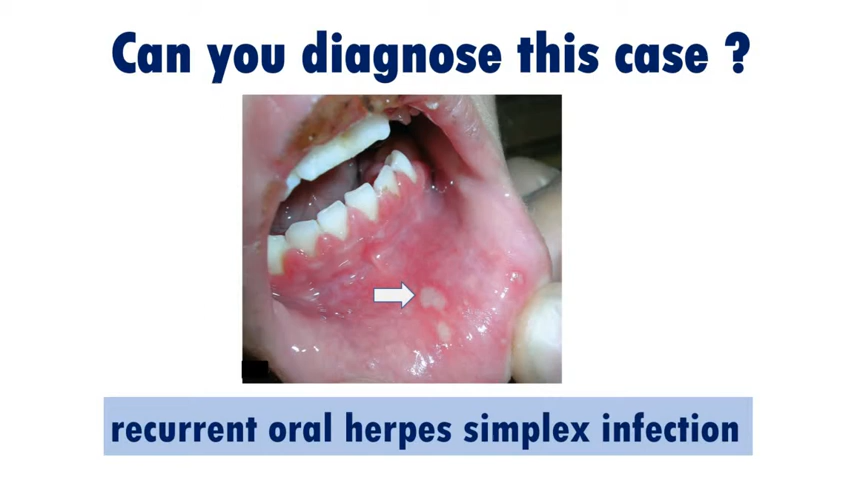 Can you diagnose this case ?
recurrent oral herpes simplex infection